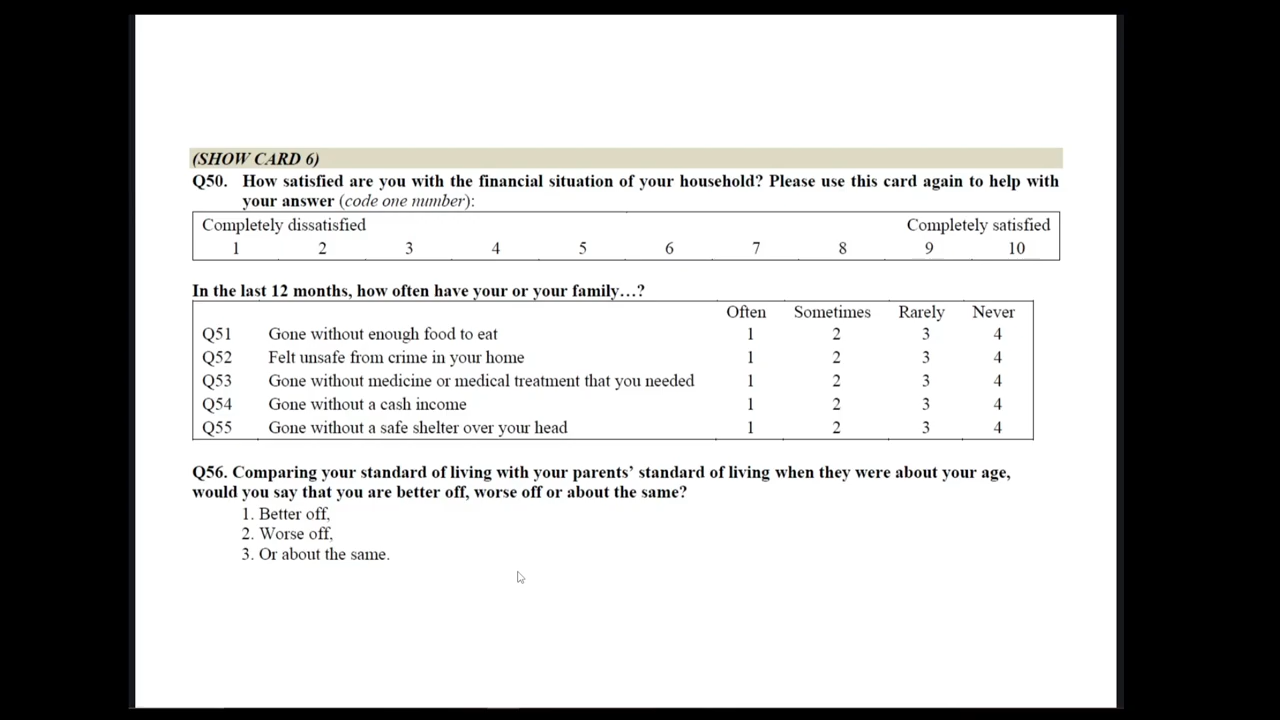 (SHOW CARD 6)
Q50. How satisfied are you with the financial situation of your household? Please use this card again to help with
your answer (code one number):
Completely dissatisfied Completely satisfied
1 2 3 4 5 6 7 8 9 10
In the last 12 months, how often have your or your family…?
Often Sometimes Rarely Never
Q51 Gone without enough food to eat 1 2 3 4
Q52 Felt unsafe from crime in your home 1 2 3 4
Q53 Gone without medicine or medical treatment that you needed 1 2 3 4
Q54 Gone without a cash income 1 2 3 4
Q55 Gone without a safe shelter over your head 1 2 3 4
Q56. Comparing your standard of living with your parents’ standard of living when they were about your age,
would you say that you are better off, worse off or about the same?
1. Better off,
2. Worse off,
3. Or about the same.